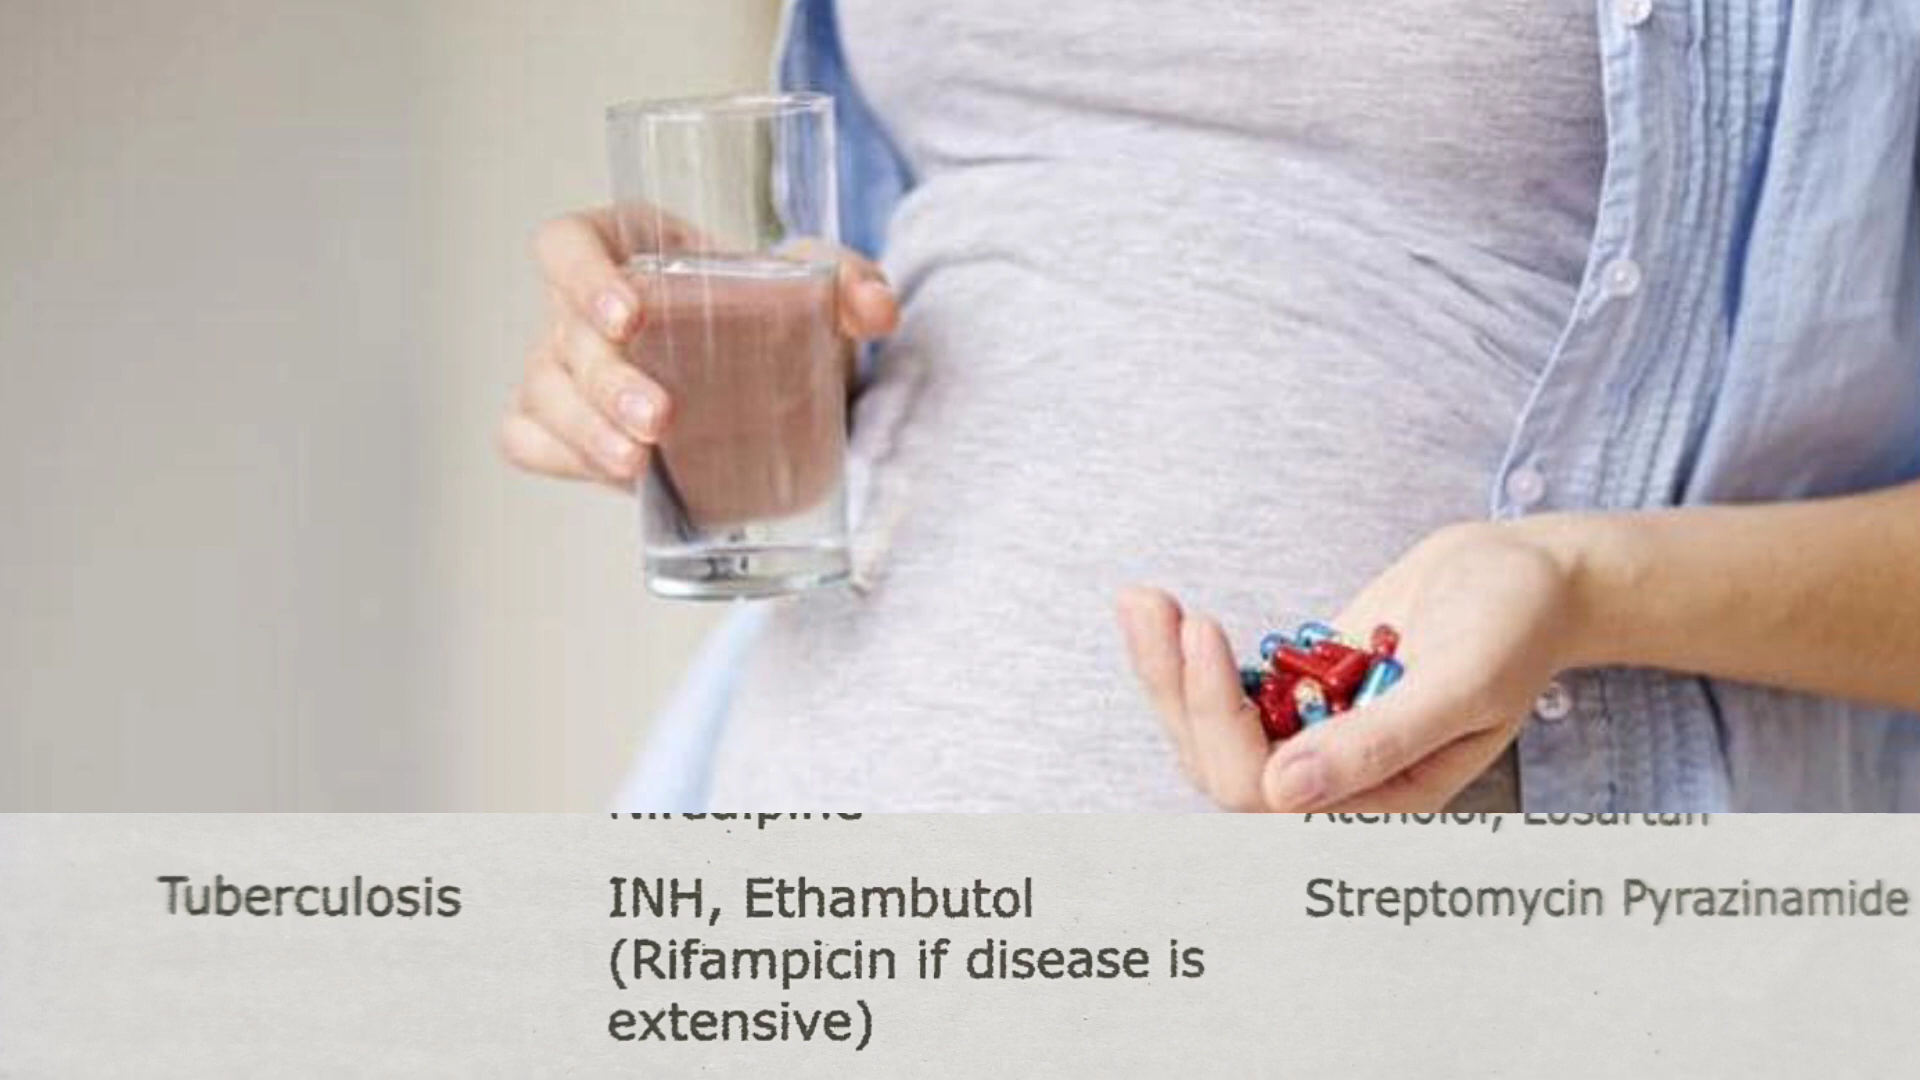 Tuberculosis INH, Ethambutol Streptomycin Pyrazinamide
(Rifampicin if disease is
extensive)